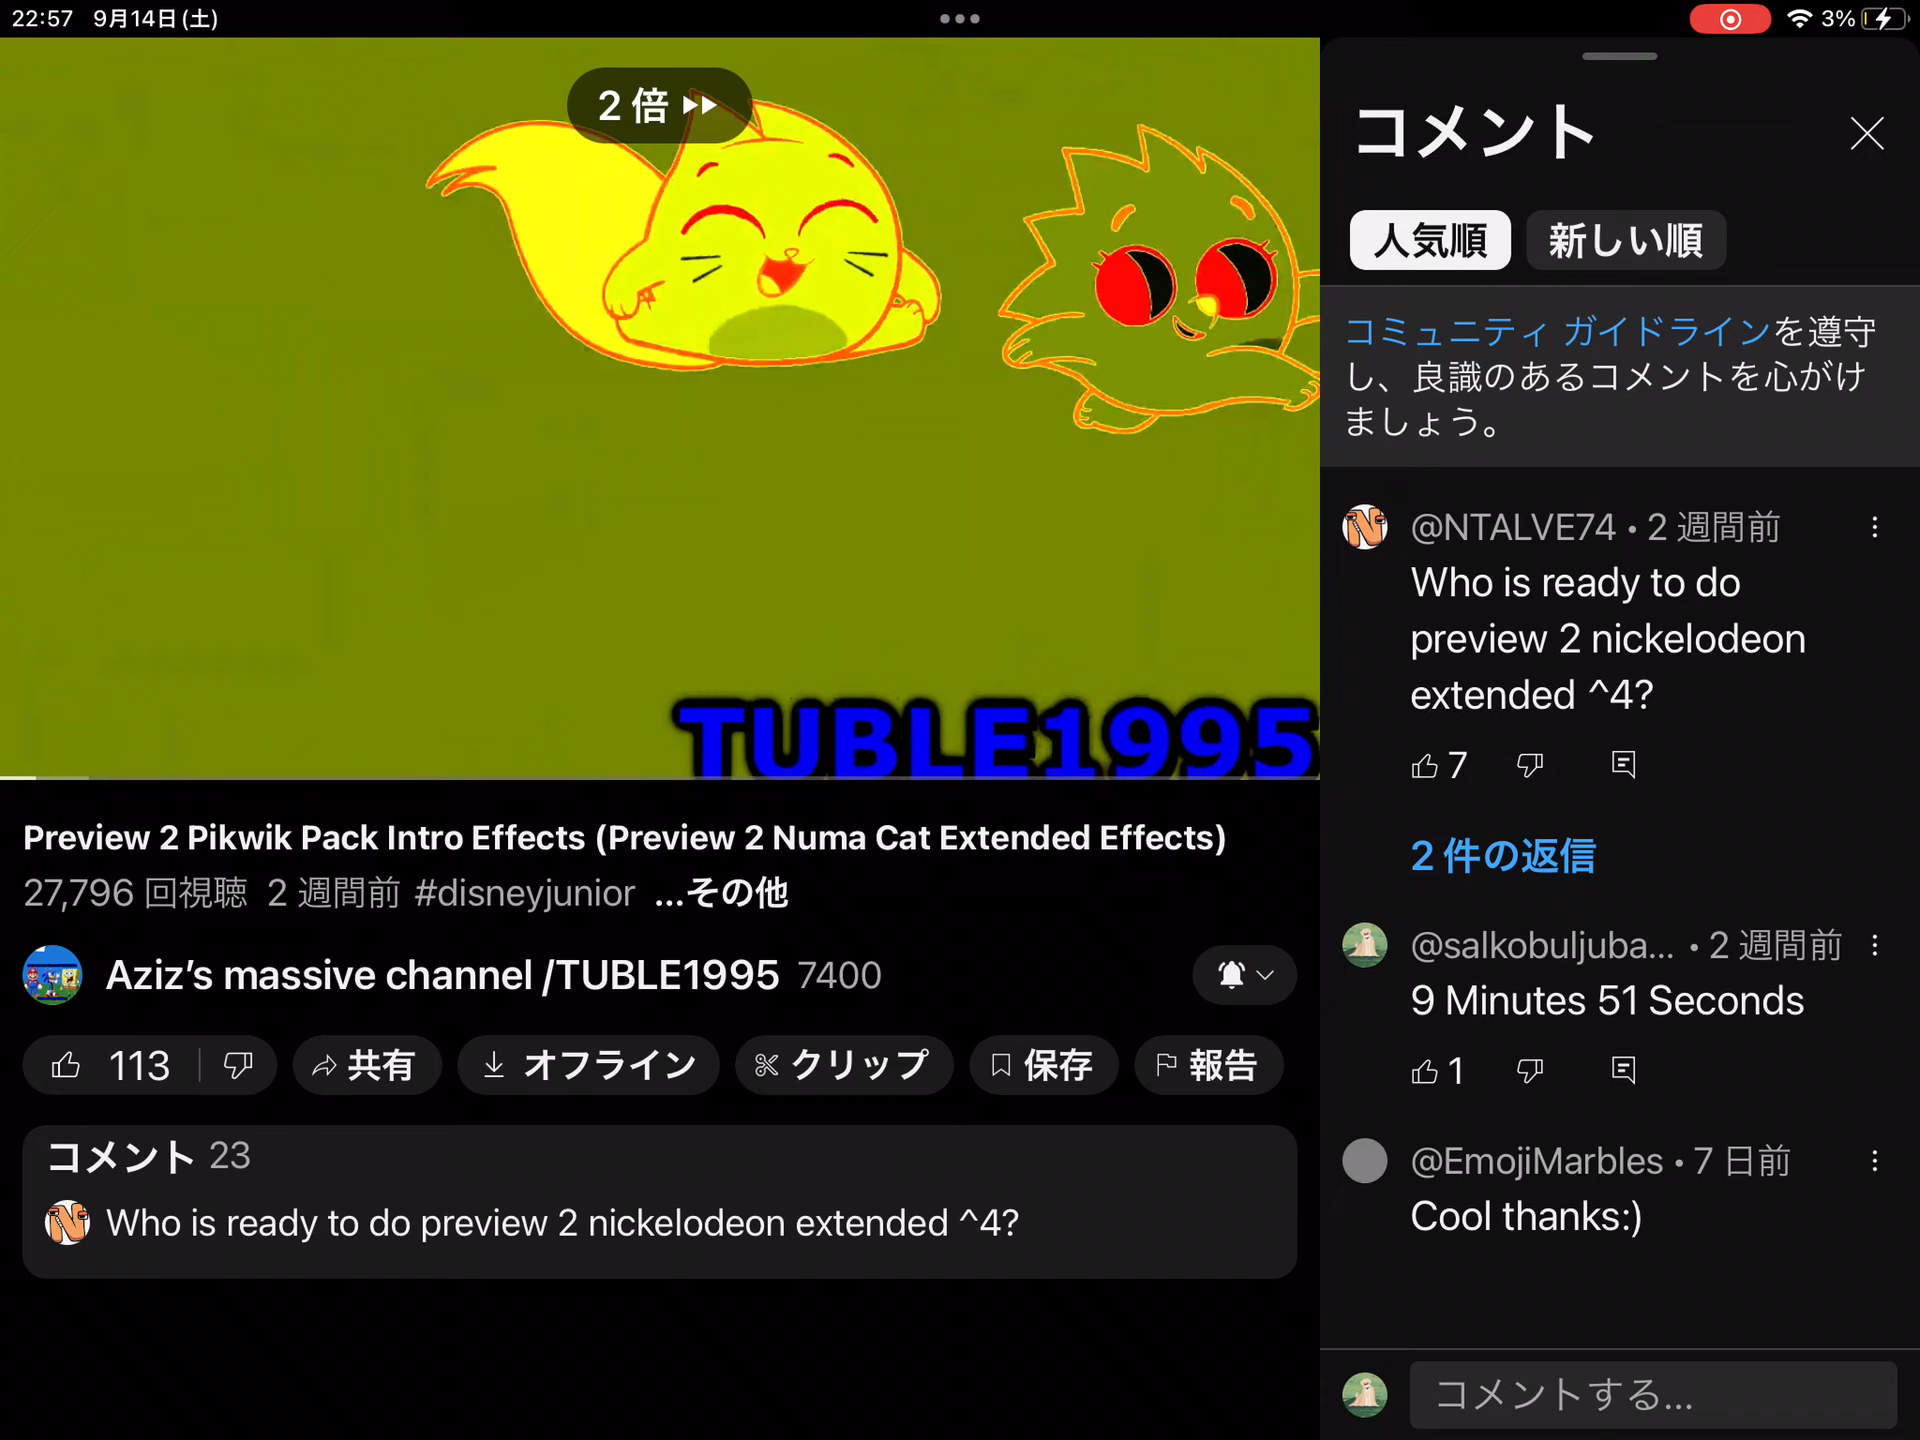 22:57 9月14日(土)
3%
2 倍
TUBLE1995
Preview 2 Pikwik Pack Intro Effects (Preview 2 Numa Cat Extended Effects)
27,796 回視聴 2 週間前 #disneyjunior ...その他
Aziz's massive channel /TUBLE1995 7400
113 共有 オフライン クリップ 保存 報告
コメント 23
Who is ready to do preview 2 nickelodeon extended ^4?
コメント
人気順 新しい順
コミュニティ ガイドラインを遵守
し、良識のあるコメントを心がけ
ましょう。
@NTALVE74 • 2 週間前
Who is ready to do
preview 2 nickelodeon
extended ^4?
7
2 件の返信
@salkobuljuba... • 2 週間前
9 Minutes 51 Seconds
1
@EmojiMarbles • 7 日前
Cool thanks:)
コメントする...